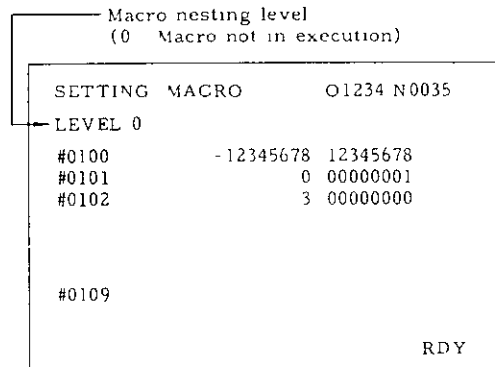 Macro nesting level
(0 Macro not in execution)
SETTING MACRO O1234 N0035
LEVEL 0
#0100 -12345678 12345678
#0101 0 00000001
#0102 3 00000000
#0109
RDY